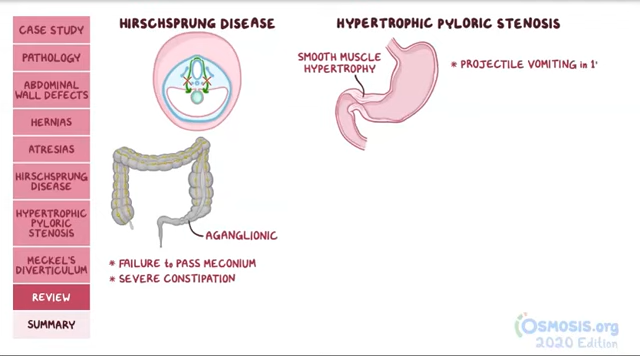 CASE STUDY
PATHOLOGY
ABDOMINAL
WALL DEFECTS
HERNIAS
ATRESIAS
HIRSCHSPRUNG
DISEASE
HYPERTROPHIC
PYLORIC
STENOSIS
MECKEL'S
DIVERTICULUM
REVIEW
SUMMARY
HIRSCHSPRUNG DISEASE
AGANGLIONIC
* FAILURE to PASS MECONIUM
* SEVERE CONSTIPATION
HYPERTROPHIC PYLORIC STENOSIS
SMOOTH MUSCLE
HYPERTROPHY
* PROJECTILE VOMITING in 1
OSMOSIS.org
2020 Edition